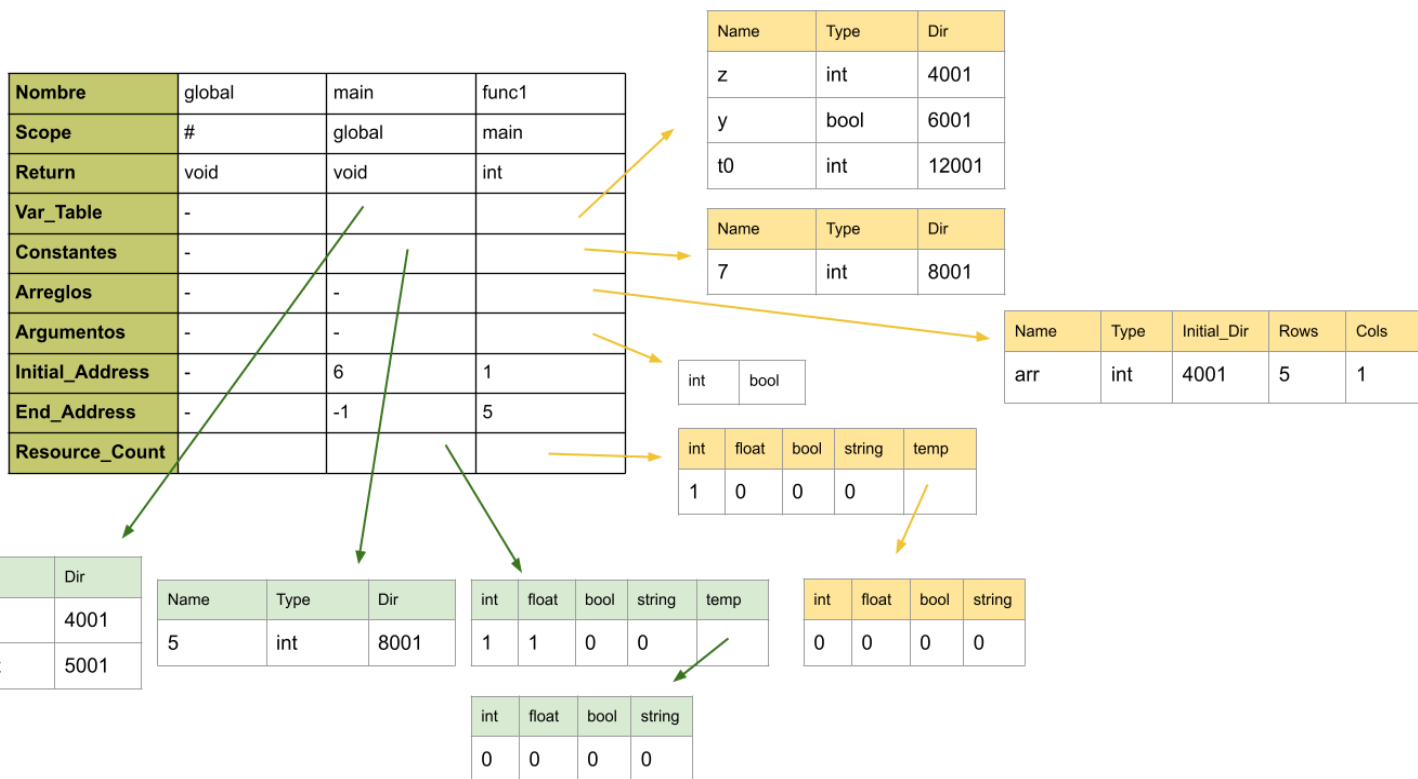 Name Type Dir
z int 4001
y bool 6001
t0 int 12001
Nombre global main func1
Scope # global main
Return void void int
Var_Table -
Constantes -
Arreglos - -
Argumentos - -
Initial_Address - 6 1
End_Address - -1 5
Resource_Count
Name Type Dir
7 int 8001
Name Type Initial_Dir Rows Cols
arr int 4001 5 1
int bool
int float bool string temp
1 0 0 0
Dir
4001
5001
Name Type Dir
5 int 8001
int float bool string temp
1 1 0 0
int float bool string
0 0 0 0
int float bool string
0 0 0 0